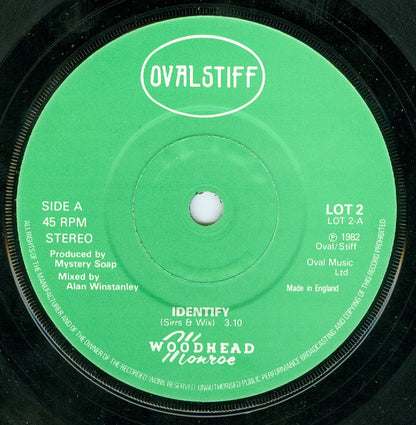 OVALSTIFF
SIDE A
45 RPM
STEREO
Produced by
Mystery Soap
Mixed by
Alan Winstanley
LOT 2
LOT 2-A
℗ 1982
Oval/Stiff
Oval Music
Ltd
Made in England
IDENTIFY
(Sirrs & Wix) 3.10
WOODHEAD
Monroe
ALL RIGHTS OF THE MANUFACTURER AND OF THE OWNER OF THE RECORDED WORK RESERVED. UNAUTHORISED PUBLIC PERFORMANCE BROADCASTING AND COPYING OF THIS RECORD PROHIBITED